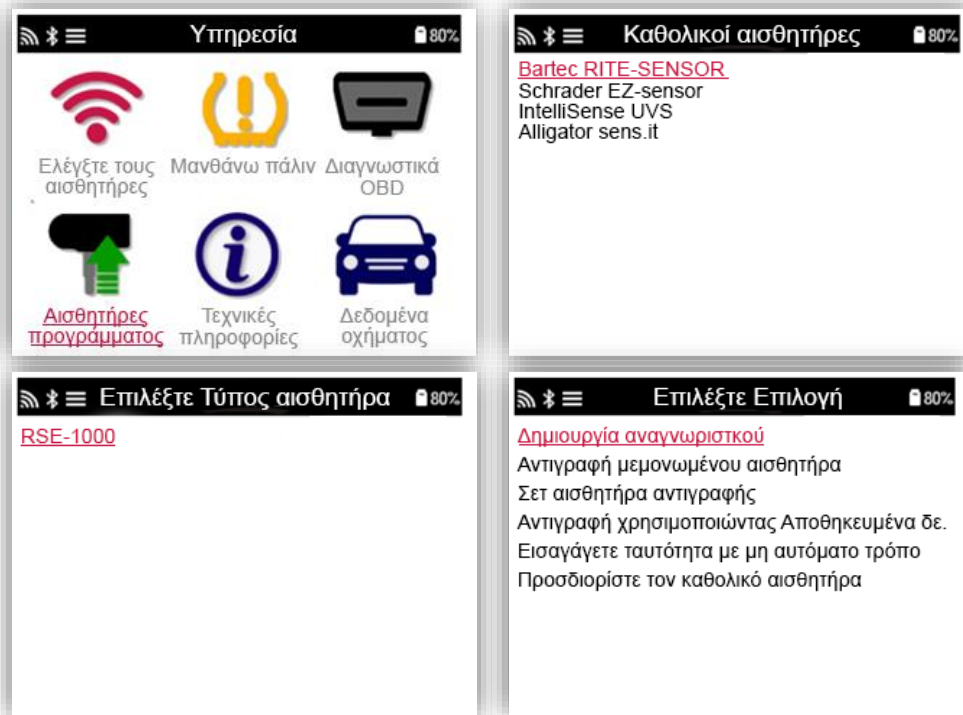 Υπηρεσία
80%
Ελέγξτε τους
αισθητήρες
Μανθάνω πάλιν
Διαγνωστικά
OBD
Αισθητήρες
προγράμματος
Τεχνικές
πληροφορίες
Δεδομένα
οχήματος
Καθολικοί αισθητήρες
80%
Bartec RITE-SENSOR
Schrader EZ-sensor
IntelliSense UVS
Alligator sens.it
Επιλέξτε Τύπος αισθητήρα
80%
RSE-1000
Επιλέξτε Επιλογή
80%
Δημιουργία αναγνωριστκού
Αντιγραφή μεμονωμένου αισθητήρα
Σετ αισθητήρα αντιγραφής
Αντιγραφή χρησιμοποιώντας Αποθηκευμένα δε.
Εισαγάγετε ταυτότητα με μη αυτόματο τρόπο
Προσδιορίστε τον καθολικό αισθητήρα